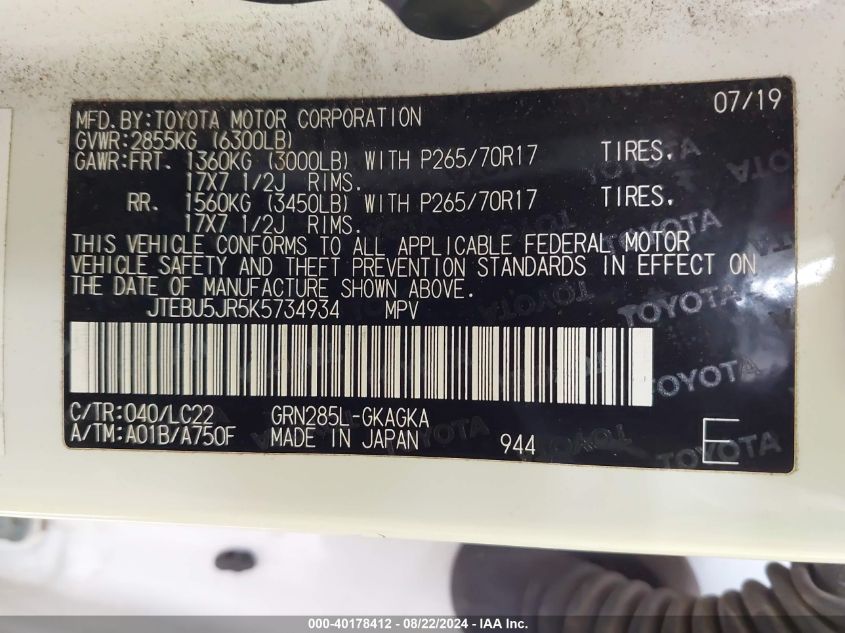 07/19
MFD.BY:TOYOTA MOTOR CORPORATION
GVWR:2855KG (6300LB)
GAWR:FRT. 1360KG (3000LB) WITH P265/70R17 TIRES.
17X7 1/2J RIMS.
RR. 1560KG (3450LB) WITH P265/70R17 TIRES.
17X7 1/2J RIMS.
THIS VEHICLE CONFORMS TO ALL APPLICABLE FEDERAL MOTOR
VEHICLE SAFETY AND THEFT PREVENTION STANDARDS IN EFFECT ON
THE DATE OF MANUFACTURE SHOWN ABOVE.
JTEBU5JR5K5734934 MPV
C/TR:040/LC22 GRN285L-GKAGKA
A/TM:A01B/A750F MADE IN JAPAN 944 E
TOYOTA
TOYOTA
TOYOTA
000-40178412 - 08/22/2024 - IAA Inc.